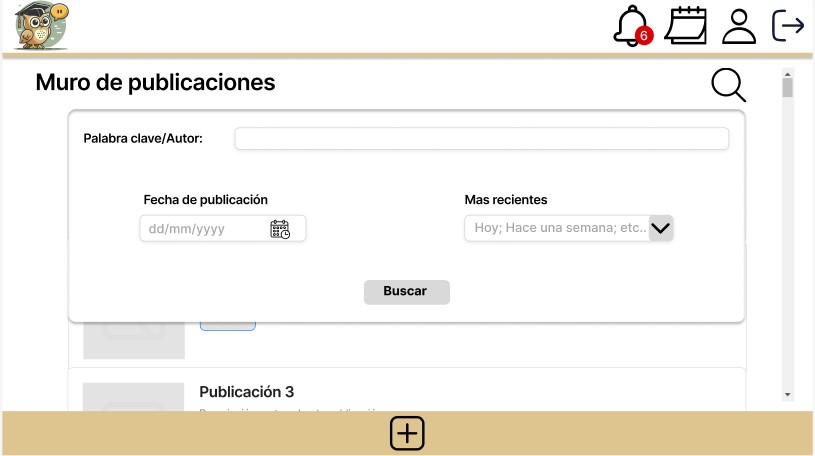 6
Muro de publicaciones
Palabra clave/Autor:
Fecha de publicación
Mas recientes
dd/mm/yyyy
Hoy; Hace una semana; etc..
Buscar
Publicación 3